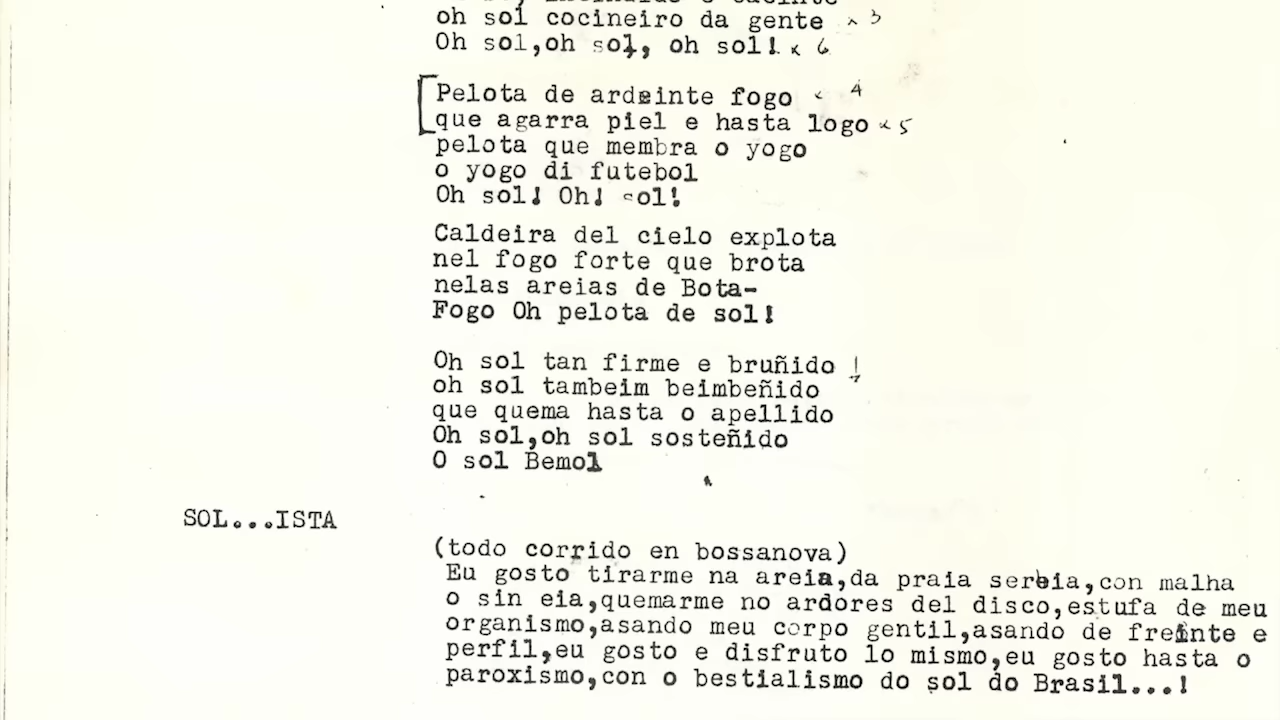 oh sol cocineiro da gente x 3
Oh sol,oh sol, oh sol! x 6
Pelota de ardeinte fogo x 4
que agarra piel e hasta logo x 5
pelota que membra o yogo
o yogo di futebol
Oh sol! Oh! sol!
Caldeira del cielo explota
nel fogo forte que brota
nelas areias de Bota-
Fogo Oh pelota de sol!
Oh sol tan firme e bruñido
oh sol tambeim beimbeñido
que quema hasta o apellido
Oh sol,oh sol sosteñido
O sol Bemol
SOL...ISTA
(todo corrido en bossanova)
Eu gosto tirarme na areia,da praia sereia,con malha
o sin eia,quemarme no ardores del disco,estufa de meu
organismo,asando meu corpo gentil,asando de freinte e
perfil,eu gosto e disfruto lo mismo,eu gosto hasta o
paroxismo,con o bestialismo do sol do Brasil...!